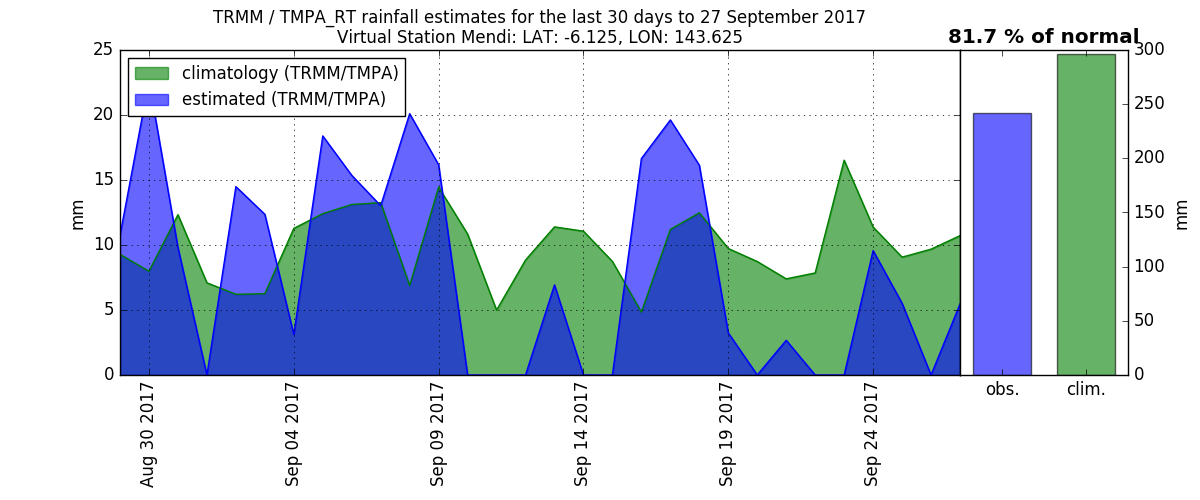 TRMM / TMPA_RT rainfall estimates for the last 30 days to 27 September 2017
Virtual Station Mendi: LAT: -6.125, LON: 143.625
81.7 % of normal
climatology (TRMM/TMPA)
estimated (TRMM/TMPA)
25
20
15
10
5
0
mm
Aug 30 2017
Sep 04 2017
Sep 09 2017
Sep 14 2017
Sep 19 2017
Sep 24 2017
300
250
200
150
100
50
0
mm
obs.
clim.